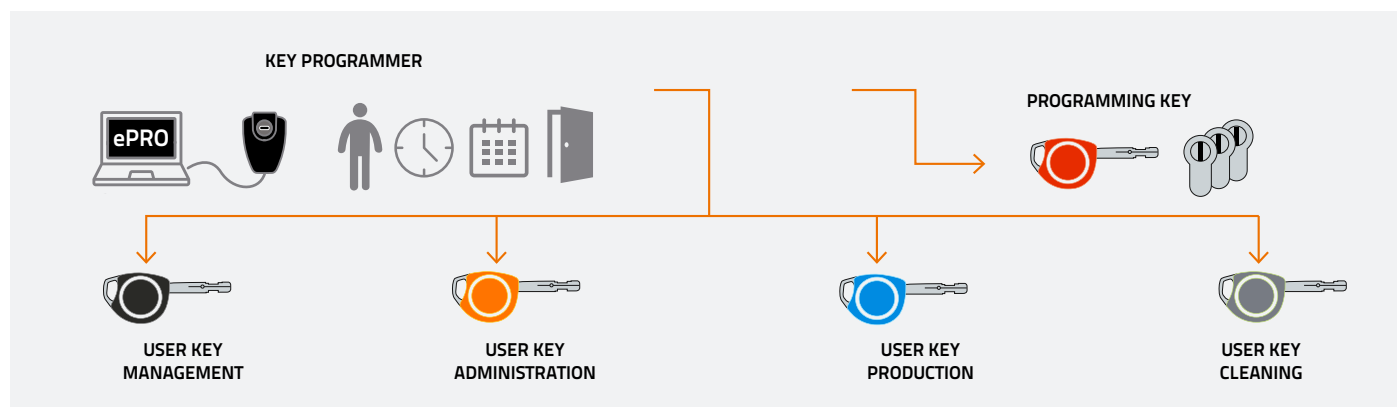 KEY PROGRAMMER
PROGRAMMING KEY
ePRO
USER KEY
MANAGEMENT
USER KEY
ADMINISTRATION
USER KEY
PRODUCTION
USER KEY
CLEANING